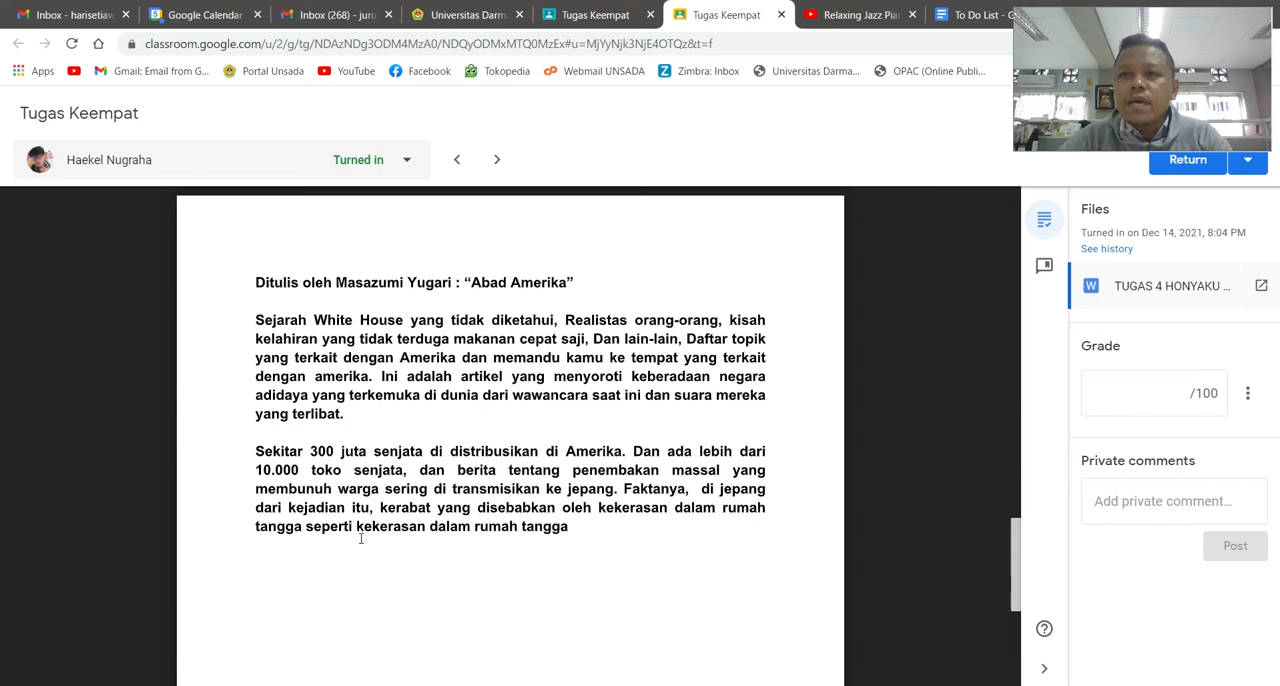 Inbox - harisetiaw
Google Calendar
Inbox (268) - juru
Universitas Darm
Tugas Keempat
Tugas Keempat
Relaxing Jazz Pia
To Do List - G
classroom.google.com/u/2/g/tg/NDAzNDg3ODM4MzA0/NDQyODMxMTQ0MzEx#u=MjYyNjk3NjE4OTQz&t=f
Apps
Gmail: Email from G...
Portal Unsada
YouTube
Facebook
Tokopedia
Webmail UNSADA
Zimbra: Inbox
Universitas Darma...
OPAC (Online Publi...
Tugas Keempat
Haekel Nugraha
Turned in
Return
Ditulis oleh Masazumi Yugari : “Abad Amerika”
Sejarah White House yang tidak diketahui, Realistas orang-orang, kisah
kelahiran yang tidak terduga makanan cepat saji, Dan lain-lain, Daftar topik
yang terkait dengan Amerika dan memandu kamu ke tempat yang terkait
dengan amerika. Ini adalah artikel yang menyoroti keberadaan negara
adidaya yang terkemuka di dunia dari wawancara saat ini dan suara mereka
yang terlibat.
Sekitar 300 juta senjata di distribusikan di Amerika. Dan ada lebih dari
10.000 toko senjata, dan berita tentang penembakan massal yang
membunuh warga sering di transmisikan ke jepang. Faktanya, di jepang
dari kejadian itu, kerabat yang disebabkan oleh kekerasan dalam rumah
tangga seperti kekerasan dalam rumah tangga
Files
Turned in on Dec 14, 2021, 8:04 PM
See history
W
TUGAS 4 HONYAKU ...
Grade
/100
Private comments
Add private comment...
Post